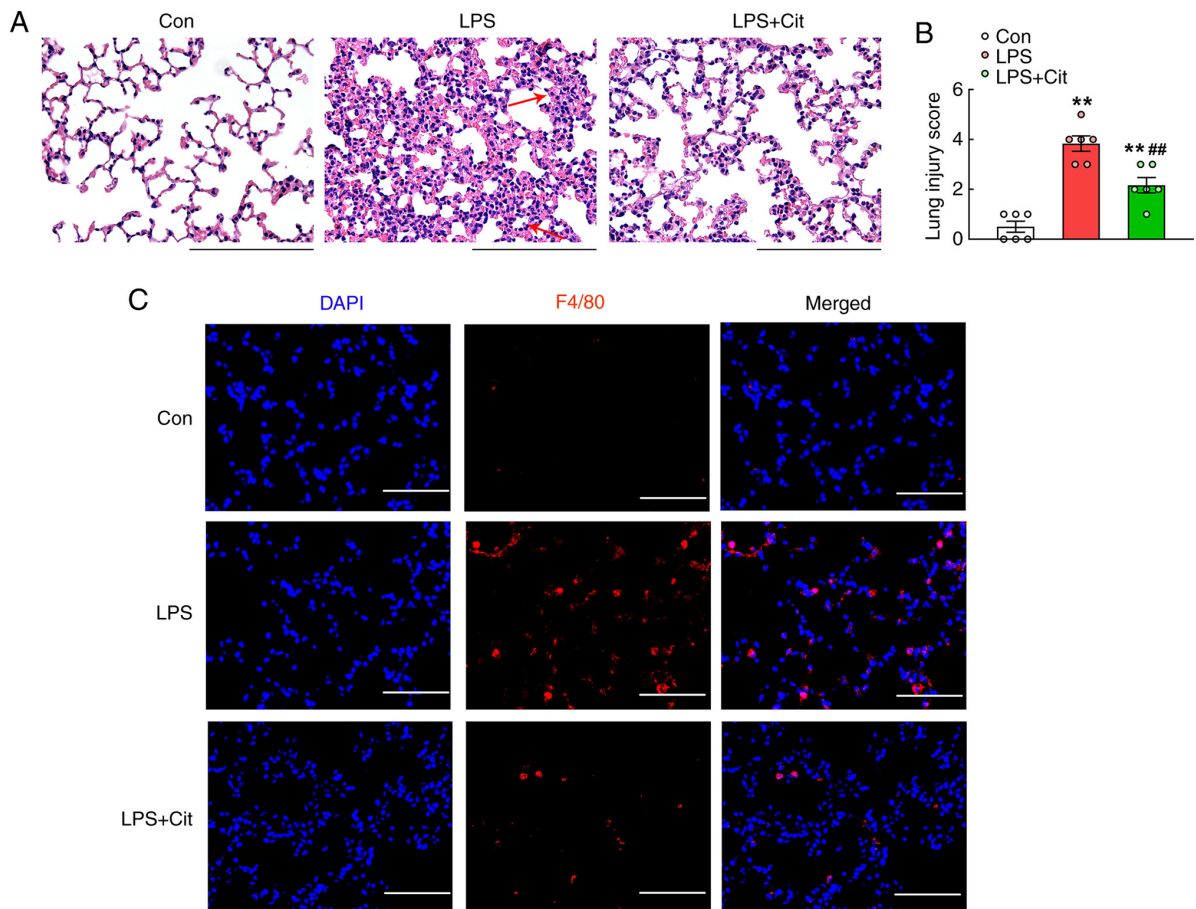 A
Con
LPS
LPS+Cit
B
Con
LPS
LPS+Cit
Lung injury score
6
4
2
0
**
** ##
C
DAPI
F4/80
Merged
Con
LPS
LPS+Cit